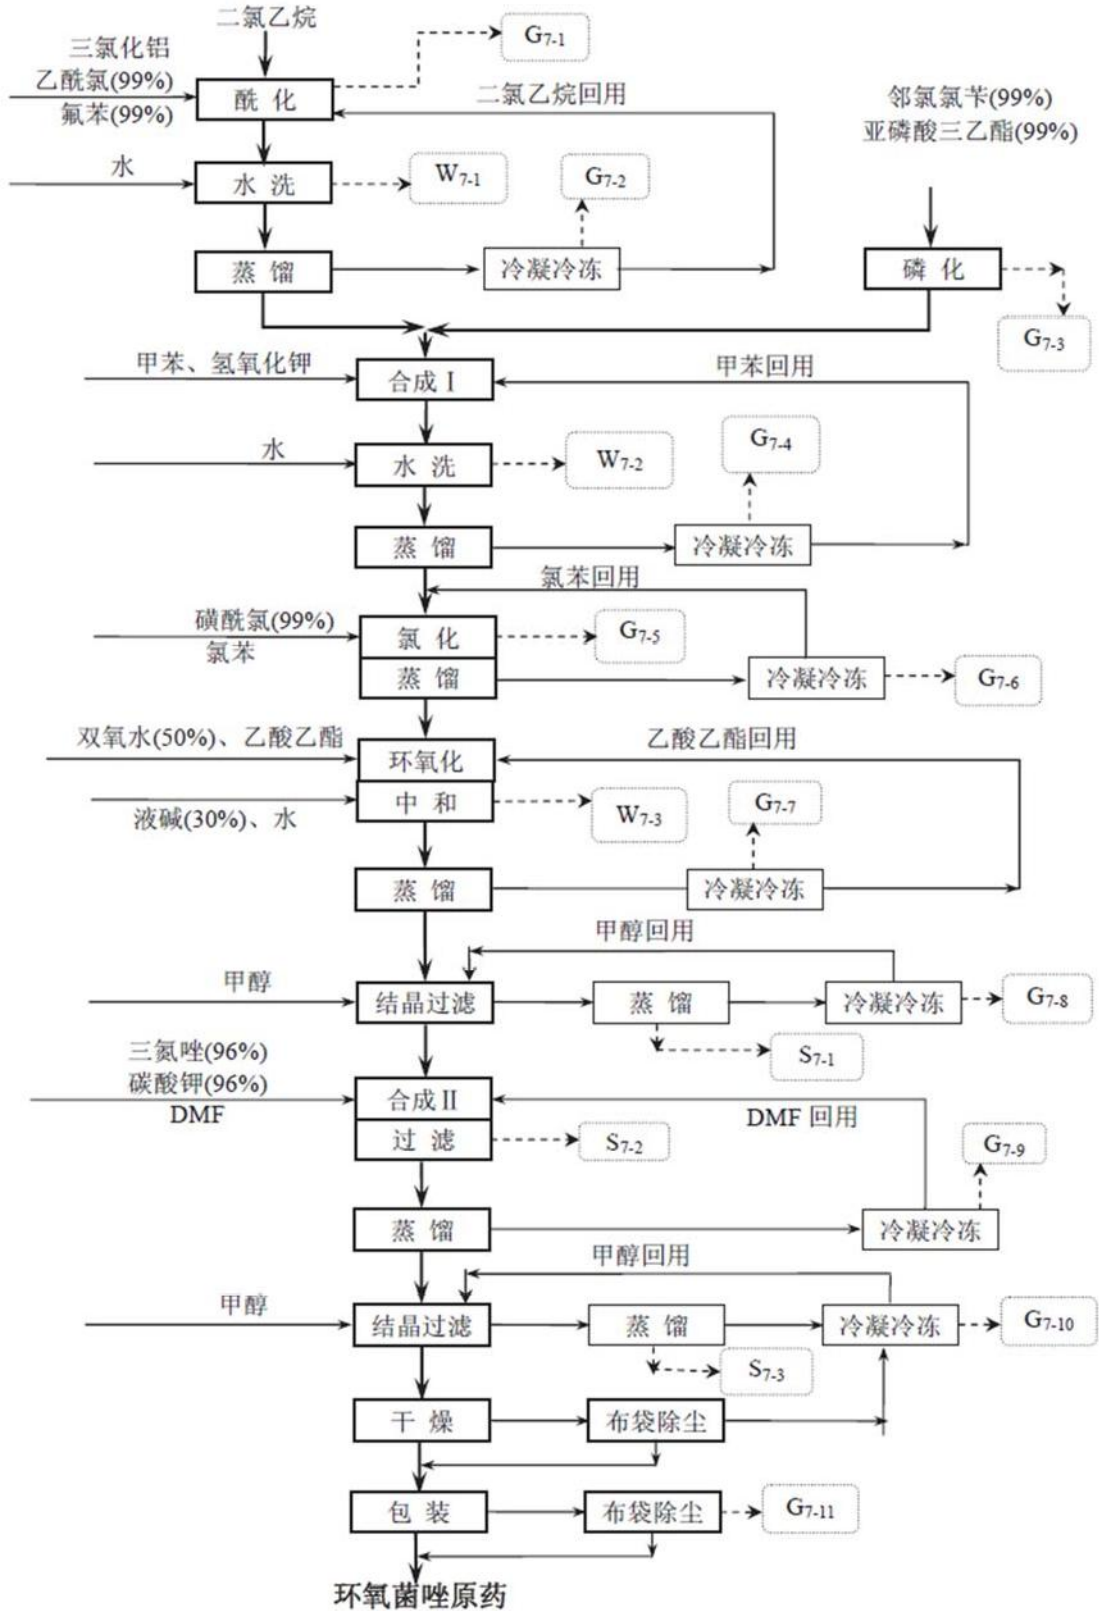 二氯乙烷
G7-1
三氯化铝
乙酰氯(99%)
氟苯(99%)
酰 化
二氯乙烷回用
邻氯氯苄(99%)
亚磷酸三乙酯(99%)
水
水 洗
W7-1
G7-2
蒸 馏
冷凝冷冻
磷 化
G7-3
甲苯、氢氧化钾
合成Ⅰ
甲苯回用
水
水 洗
W7-2
G7-4
蒸 馏
冷凝冷冻
氯苯回用
磺酰氯(99%)
氯苯
氯 化
G7-5
蒸 馏
冷凝冷冻
G7-6
双氧水(50%)、乙酸乙酯
环氧化
乙酸乙酯回用
液碱(30%)、水
中 和
W7-3
G7-7
蒸 馏
冷凝冷冻
甲醇回用
甲醇
结晶过滤
蒸 馏
冷凝冷冻
G7-8
S7-1
三氮唑(96%)
碳酸钾(96%)
DMF
合成Ⅱ
DMF 回用
过 滤
S7-2
G7-9
蒸 馏
冷凝冷冻
甲醇回用
甲醇
结晶过滤
蒸 馏
冷凝冷冻
G7-10
S7-3
干 燥
布袋除尘
包 装
布袋除尘
G7-11
环氧菌唑原药